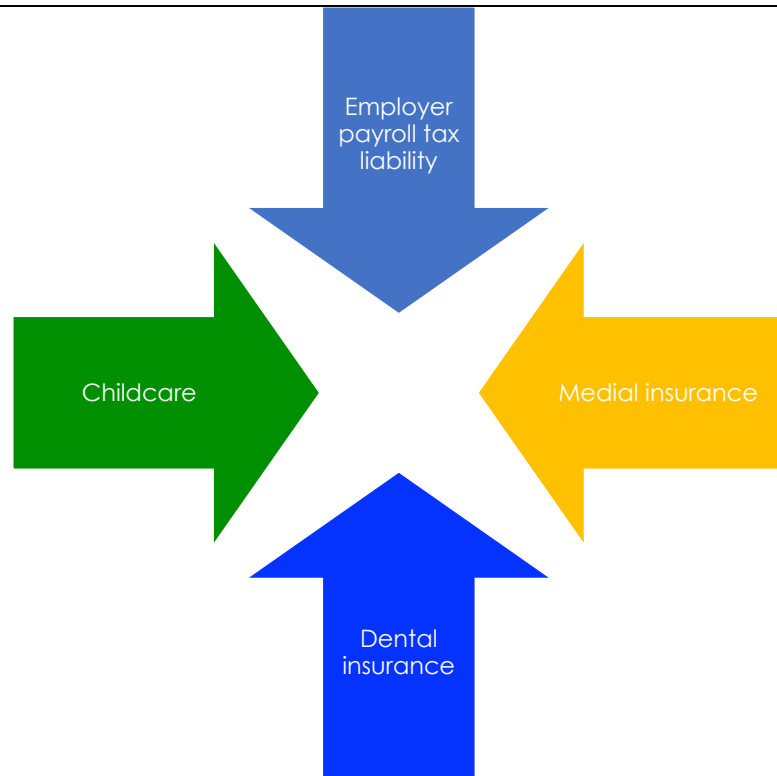 Employer
payroll tax
liability
Childcare
Medial insurance
Dental
insurance